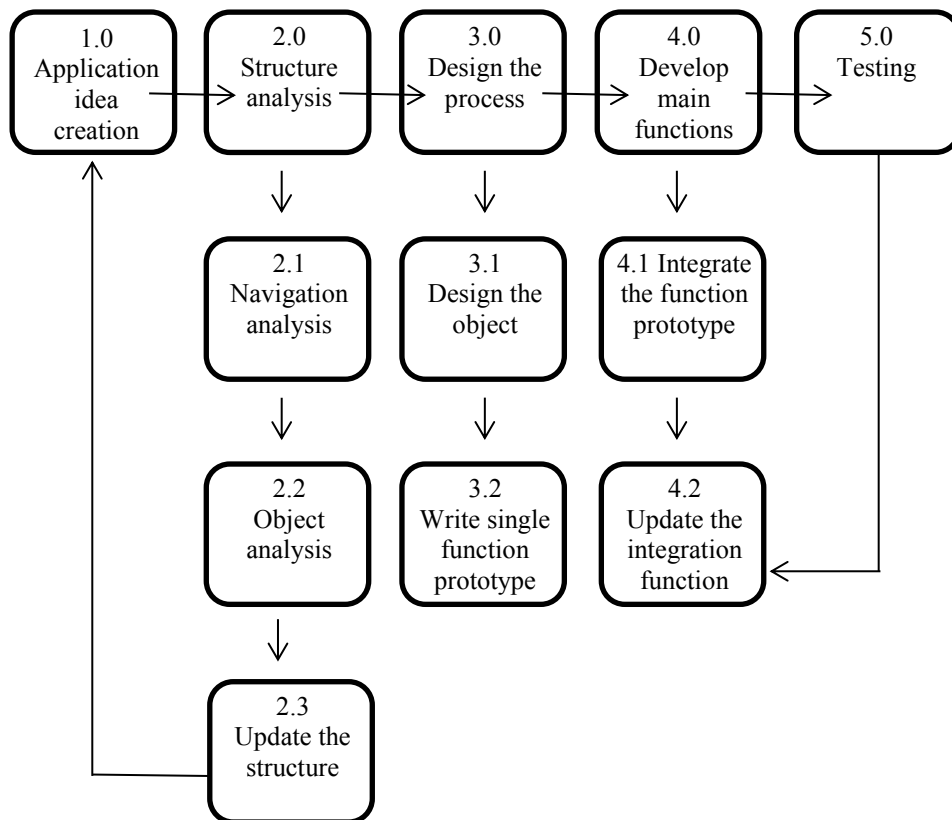 1.0
Application
idea
creation
2.0
Structure
analysis
3.0
Design the
process
4.0
Develop
main
functions
5.0
Testing
2.1
Navigation
analysis
3.1
Design the
object
4.1 Integrate
the function
prototype
2.2
Object
analysis
3.2
Write single
function
prototype
4.2
Update the
integration
function
2.3
Update the
structure